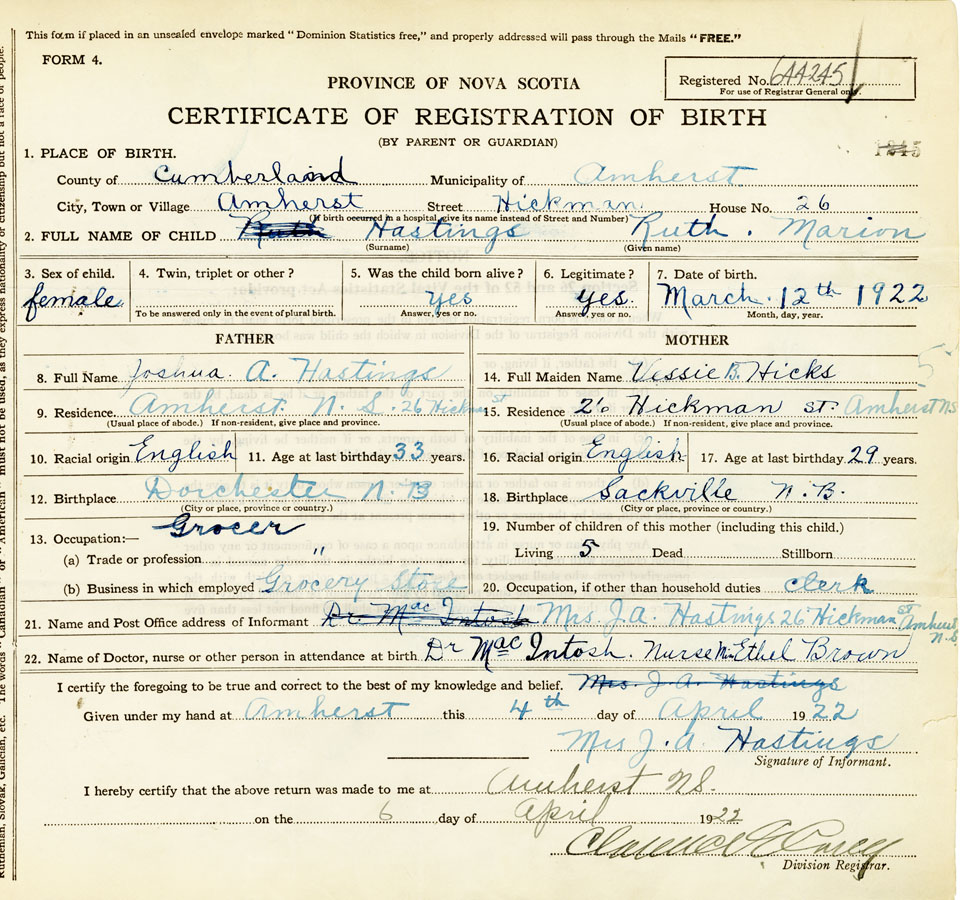 This form if placed in an unsealed envelope marked "Dominion Statistics free," and properly addressed will pass through the Mails "FREE."
FORM 4.
Registered No. 644245
For use of Registrar General only.
PROVINCE OF NOVA SCOTIA
CERTIFICATE OF REGISTRATION OF BIRTH
(BY PARENT OR GUARDIAN)
1. PLACE OF BIRTH.
County of Cumberland Municipality of Amherst
City, Town or Village Amherst Street Hickman House No. 26
(If birth occurred in a hospital, give its name instead of Street and Number)
2. FULL NAME OF CHILD Ruth Hastings Ruth. Marion
(Surname) (Given name)
3. Sex of child. 4. Twin, triplet or other? 5. Was the child born alive? 6. Legitimate? 7. Date of birth.
female yes yes. March. 12th 1922
To be answered only in the event of plural birth. Answer, yes or no. Answer, yes or no. Month, day, year.
FATHER
8. Full Name Joshua. A. Hastings
9. Residence Amherst N.S. 26 Hickman St
(Usual place of abode.) If non-resident, give place and province.
10. Racial origin English 11. Age at last birthday 33 years.
12. Birthplace Dorchester N.B
(City or place, province or country.)
Grocer
13. Occupation:—
(a) Trade or profession "
(b) Business in which employed Grocery Store
MOTHER
14. Full Maiden Name Vessie B. Hicks
15. Residence 26 Hickman St. Amherst N.S
(Usual place of abode.) If non-resident, give place and province.
16. Racial origin English 17. Age at last birthday 29 years.
18. Birthplace Sackville N.B.
(City or place, province or country.)
19. Number of children of this mother (including this child.)
Living 5 Dead Stillborn
20. Occupation, if other than household duties clerk
21. Name and Post Office address of Informant Dr. MacIntosh Mrs. J.A. Hastings 26 Hickman St Amherst N.S.
22. Name of Doctor, nurse or other person in attendance at birth Dr MacIntosh. Nurse Miss Ethel Brown
I certify the foregoing to be true and correct to the best of my knowledge and belief. Mrs. J A. Hastings
Given under my hand at Amherst this 4th day of April 1922
Mrs J. A. Hastings
Signature of Informant.
I hereby certify that the above return was made to me at Amherst N.S.
on the 6 day of April 1922
Division Registrar.